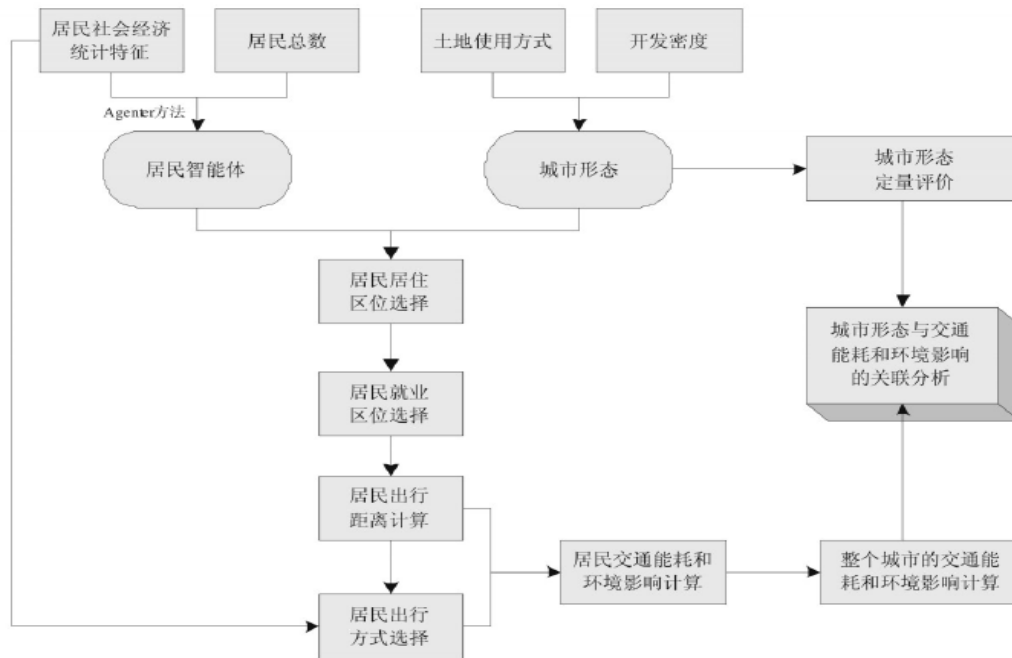 居民社会经济
统计特征
居民总数
土地使用方式
开发密度
Agenter方法
居民智能体
城市形态
城市形态
定量评价
居民居住
区位选择
城市形态与交通
能耗和环境影响
的关联分析
居民就业
区位选择
居民出行
距离计算
居民交通能耗和
环境影响计算
整个城市的交通能
耗和环境影响计算
居民出行
方式选择